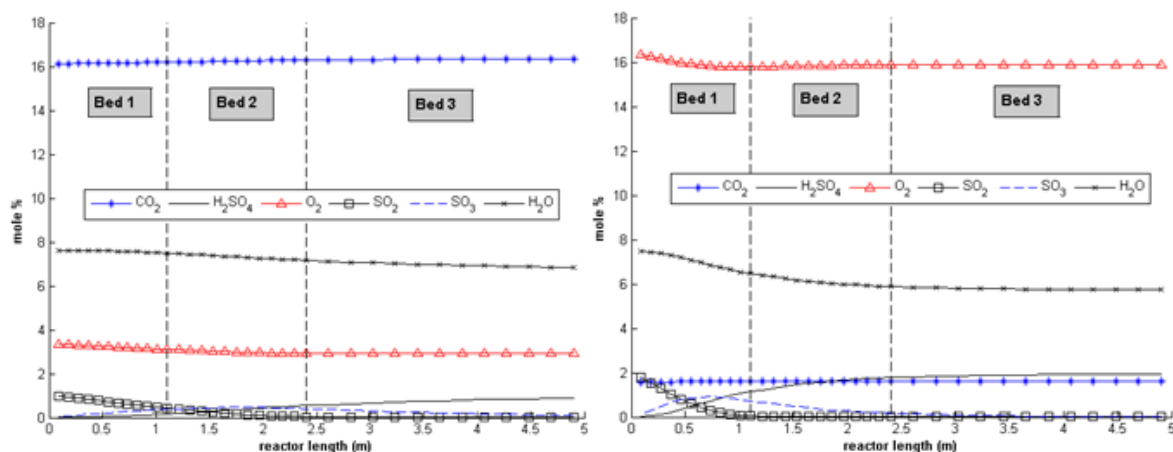 18
16
14
12
10
8
6
4
2
0
mole %
Bed 1
Bed 2
Bed 3
CO2 H2SO4 O2 SO2 SO3 H2O
0 0.5 1 1.5 2 2.5 3 3.5 4 4.5 5
reactor length (m)
18
16
14
12
10
8
6
4
2
0
mole %
Bed 1
Bed 2
Bed 3
CO2 H2SO4 O2 SO2 SO3 H2O
0 0.5 1 1.5 2 2.5 3 3.5 4 4.5 5
reactor length (m)